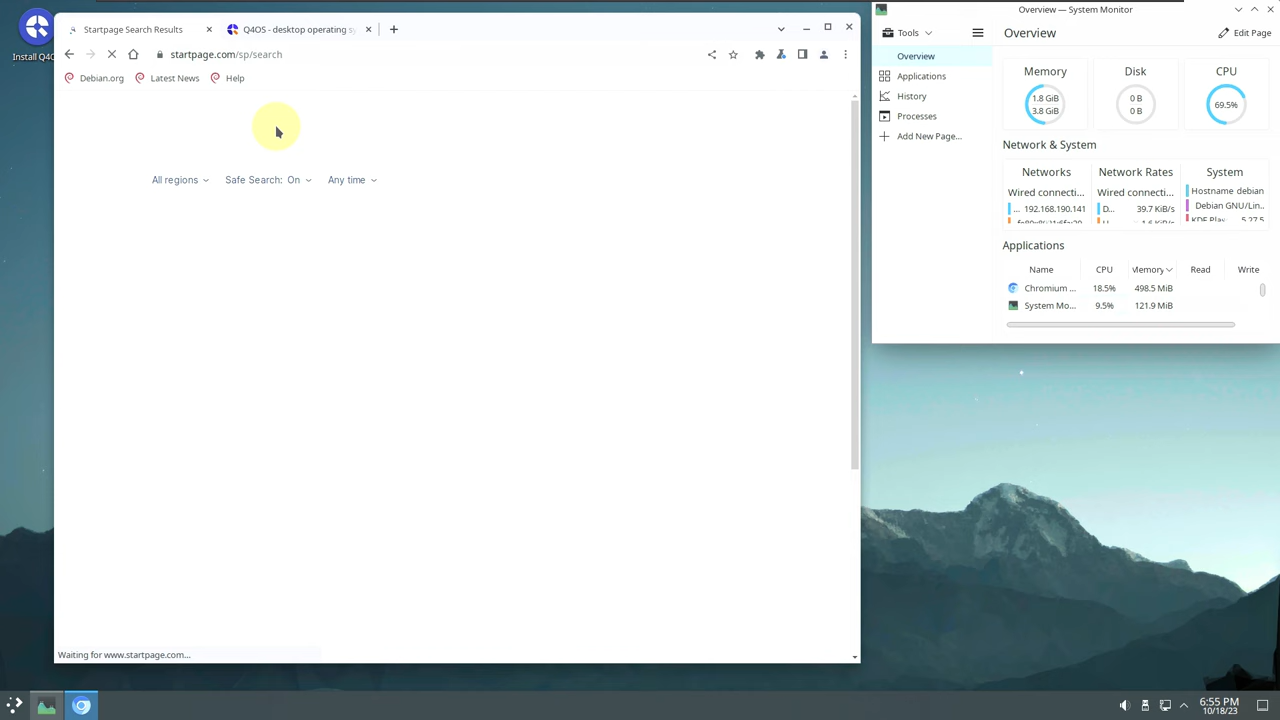 Install Q4O
Startpage Search Results
Q4OS - desktop operating sy
startpage.com/sp/search
Debian.org
Latest News
Help
All regions
Safe Search: On
Any time
Waiting for www.startpage.com...
Overview — System Monitor
Tools
Overview
Edit Page
Overview
Applications
History
Processes
Add New Page...
Memory
Disk
CPU
1.8 GiB
3.8 GiB
0 B
0 B
69.5%
Network & System
Networks
Network Rates
System
Wired connecti...
Wired connecti...
Hostname debian
... 192.168.190.141
D... 39.7 KiB/s
Debian GNU/Lin..
5.27.5
Applications
Name CPU Memory Read Write
Chromium ... 18.5% 498.5 MiB
System Mo... 9.5% 121.9 MiB
6:55 PM
10/18/23